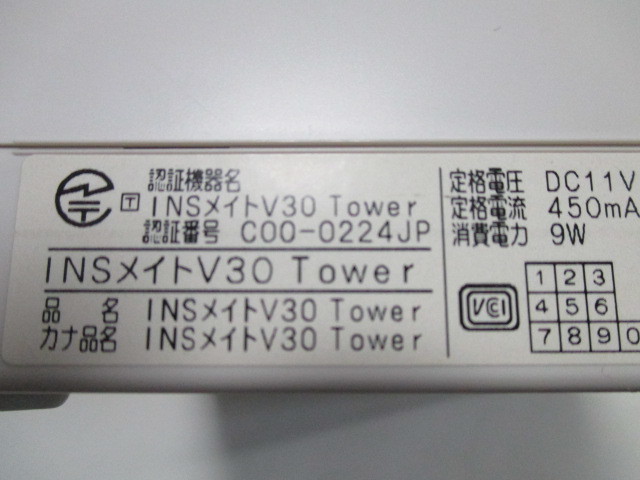 認証機器名
T INSメイトV30 Tower
認証番号 C00-0224JP
INSメイトV30 Tower
品 名 INSメイトV30 Tower
カナ品名 INSメイトV30 Tower
定格電圧 DC11V
定格電流 450mA
消費電力 9W
VCCI
1 2 3
4 5 6
7 8 9 0